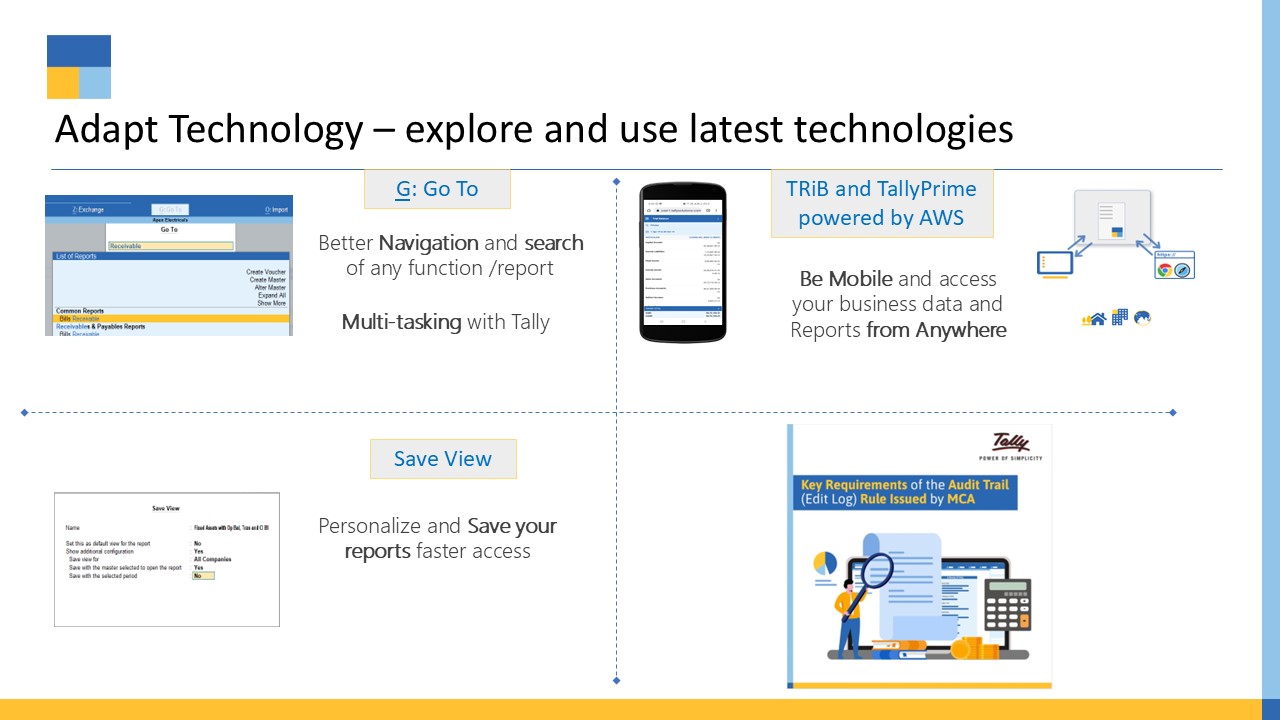 Adapt Technology – explore and use latest technologies
Z: Exchange
G: Go To
O: Import
Apex Electricals
Go To
Receivable
List of Reports
Create Voucher
Create Master
Alter Master
Expand All
Show More
Common Reports
Bills Receivable
Receivables & Payables Reports
Bills Receivable
G: Go To
Better Navigation and search
of any function /report
Multi-tasking with Tally
TRiB and TallyPrime
powered by AWS
Be Mobile and access
your business data and
Reports from Anywhere
https://
Save View
Name : Fixed Assets with Op Bal, Trxn and Cl Bl
Set this as default view for the report : No
Show additional configuration : Yes
Save view for : All Companies
Save with the master selected to open the report : Yes
Save with the selected period : No
Save View
Personalize and Save your
reports faster access
Tally
POWER OF SIMPLICITY
Key Requirements of the Audit Trail
(Edit Log) Rule Issued by MCA